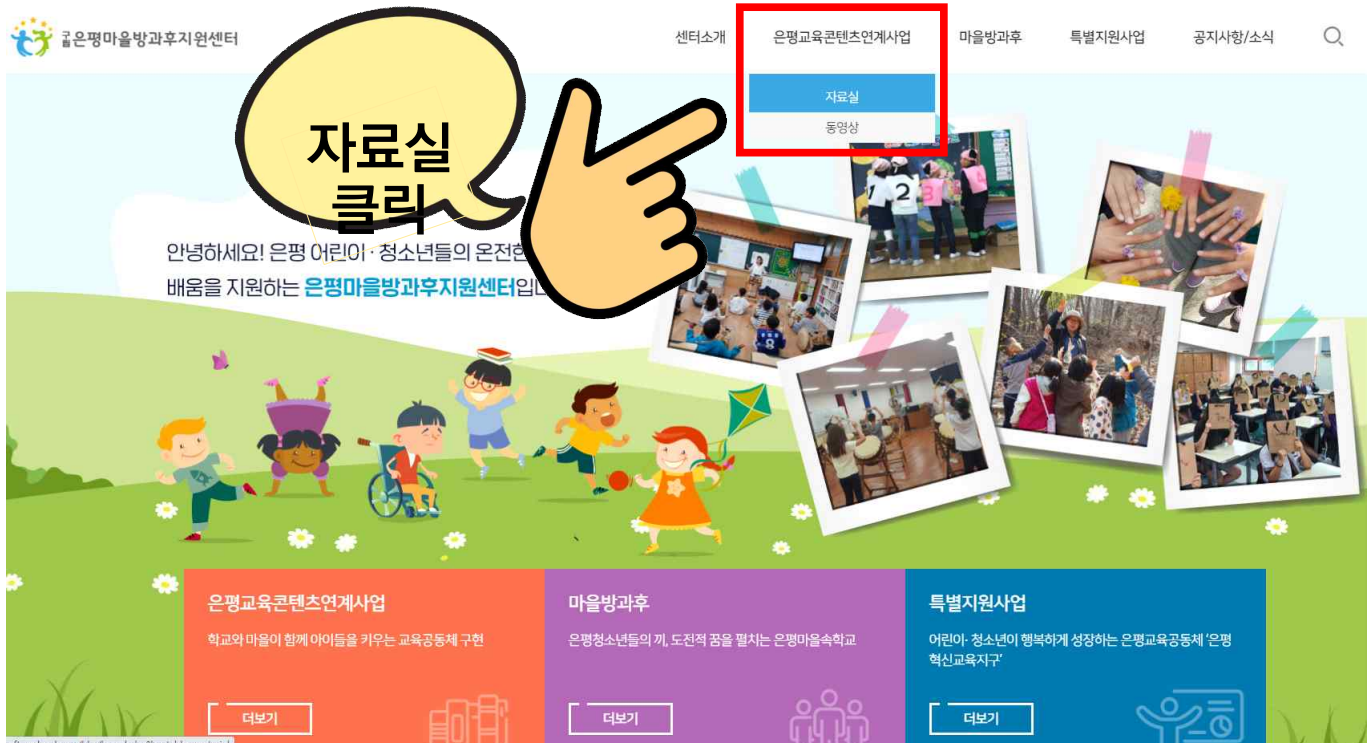 구립 은평마을방과후지원센터
센터소개 은평교육콘텐츠연계사업 마을방과후 특별지원사업 공지사항/소식
자료실
동영상
자료실
클릭
안녕하세요! 은평 어린이·청소년들의 온전한
배움을 지원하는 은평마을방과후지원센터입니
1 2 3 4
8
은평교육콘텐츠연계사업
학교와 마을이 함께 아이들을 키우는 교육공동체 구현
더보기
마을방과후
은평청소년들의 끼, 도전적 꿈을 펼치는 은평마을속학교
더보기
특별지원사업
어린이·청소년이 행복하게 성장하는 은평교육공동체 '은평
혁신교육지구'
더보기